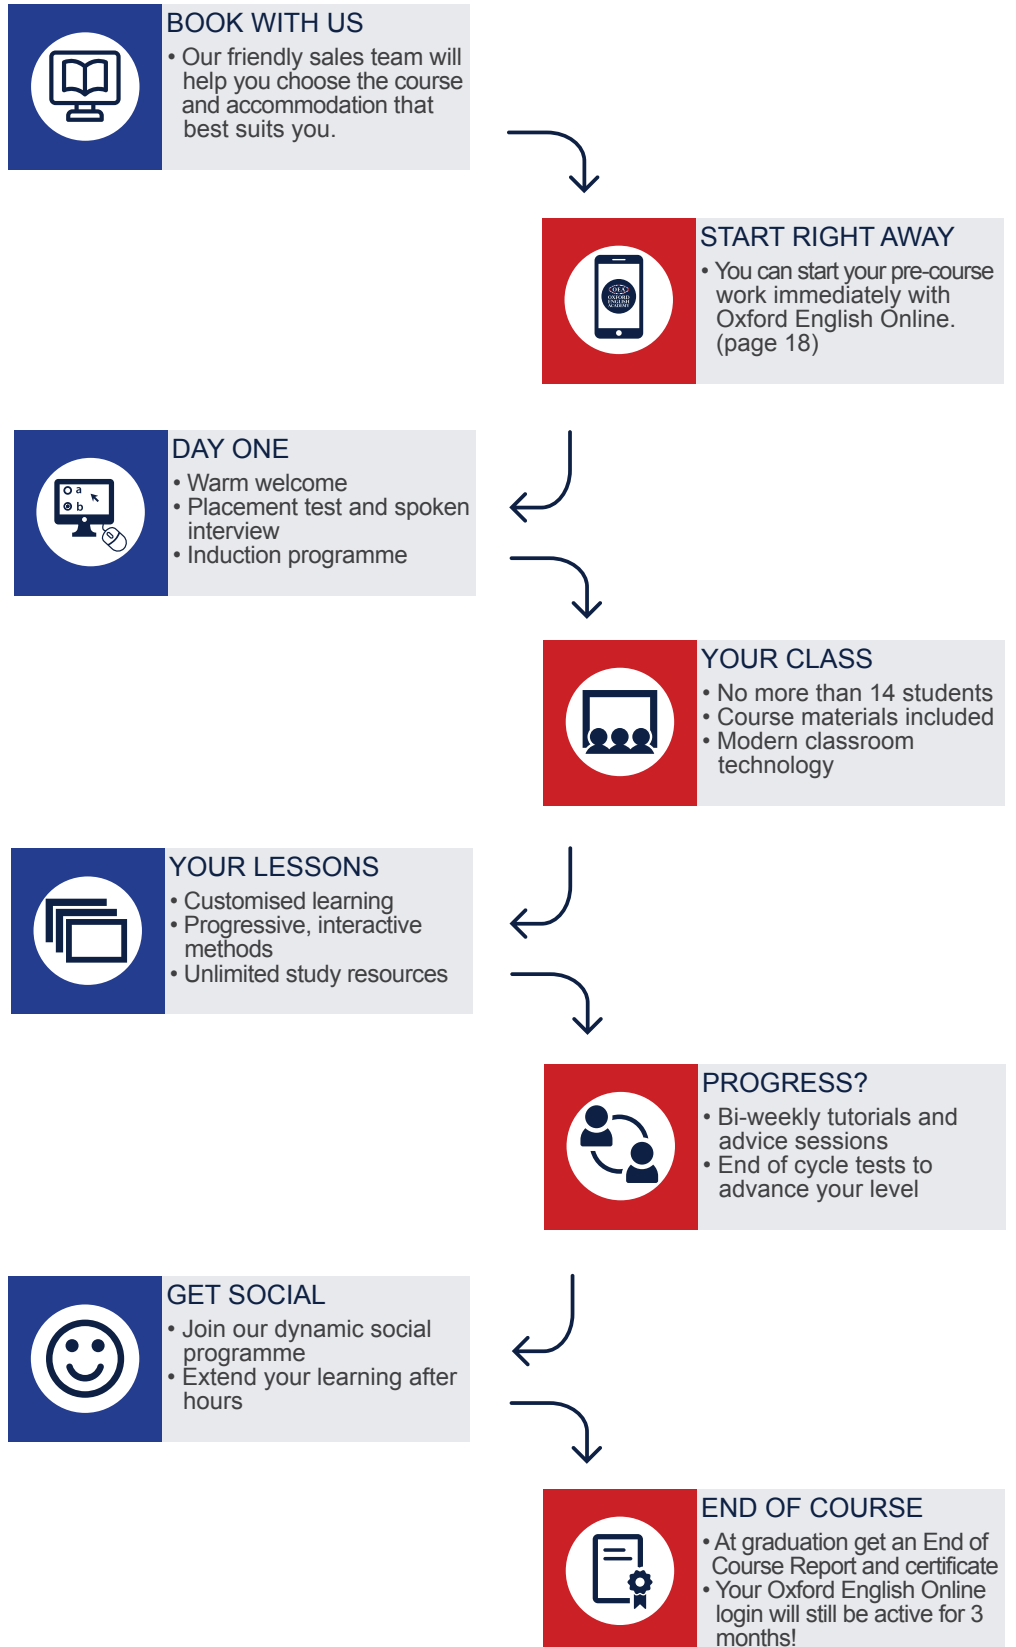 BOOK WITH US
• Our friendly sales team will
help you choose the course
and accommodation that
best suits you.
START RIGHT AWAY
• You can start your pre-course
work immediately with
Oxford English Online.
(page 18)
OEA
OXFORD
ENGLISH
ACADEMY
DAY ONE
• Warm welcome
• Placement test and spoken
interview
• Induction programme
a
b
YOUR CLASS
• No more than 14 students
• Course materials included
• Modern classroom
technology
YOUR LESSONS
• Customised learning
• Progressive, interactive
methods
• Unlimited study resources
PROGRESS?
• Bi-weekly tutorials and
advice sessions
• End of cycle tests to
advance your level
GET SOCIAL
• Join our dynamic social
programme
• Extend your learning after
hours
END OF COURSE
• At graduation get an End of
Course Report and certificate
• Your Oxford English Online
login will still be active for 3
months!